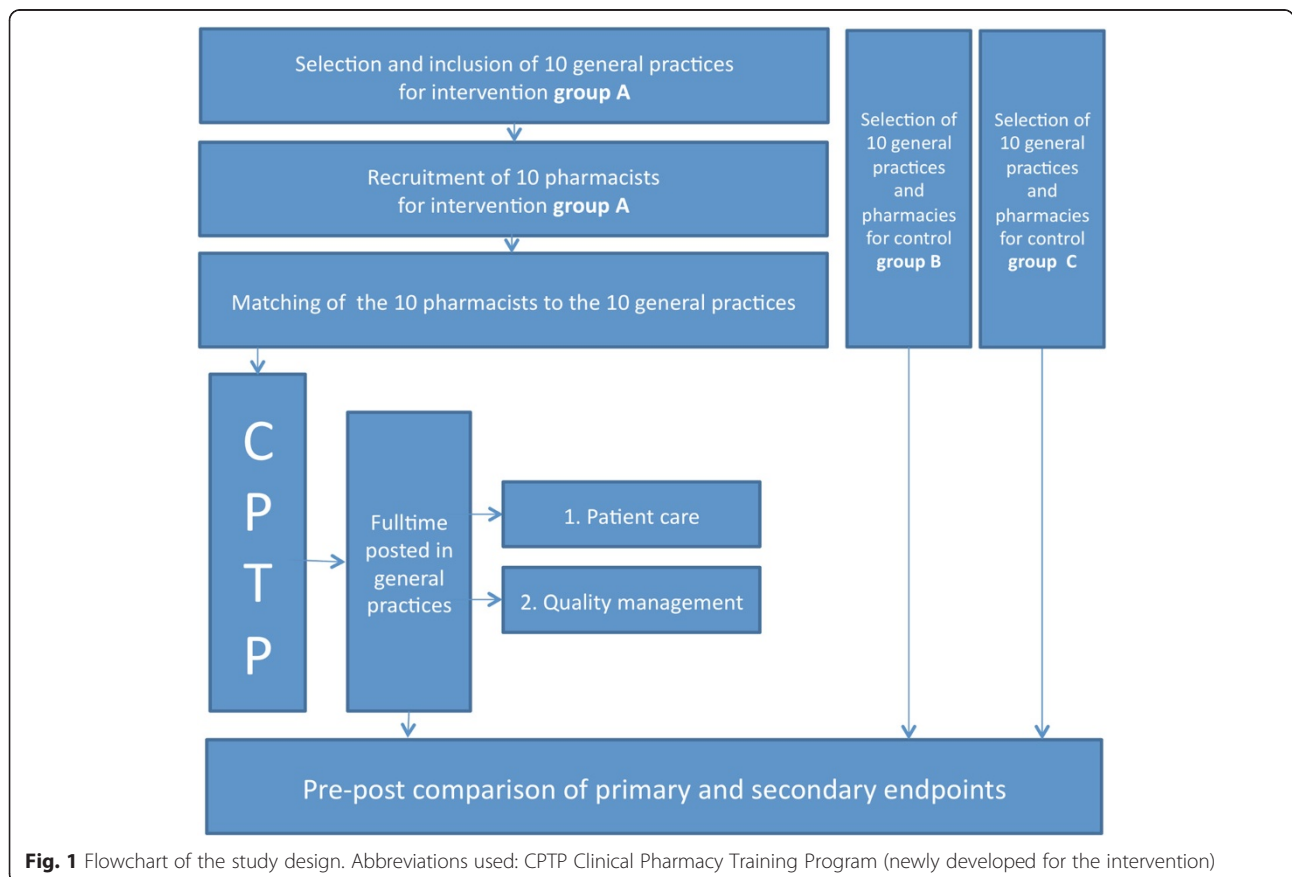 Selection and inclusion of 10 general practices
for intervention group A
Recruitment of 10 pharmacists
for intervention group A
Matching of the 10 pharmacists to the 10 general practices
Selection of
10 general
practices
and
pharmacies
for control
group B
Selection of
10 general
practices
and
pharmacies
for control
group C
C
P
T
P
Fulltime
posted in
general
practices
1. Patient care
2. Quality management
Pre-post comparison of primary and secondary endpoints
Fig. 1 Flowchart of the study design. Abbreviations used: CPTP Clinical Pharmacy Training Program (newly developed for the intervention)